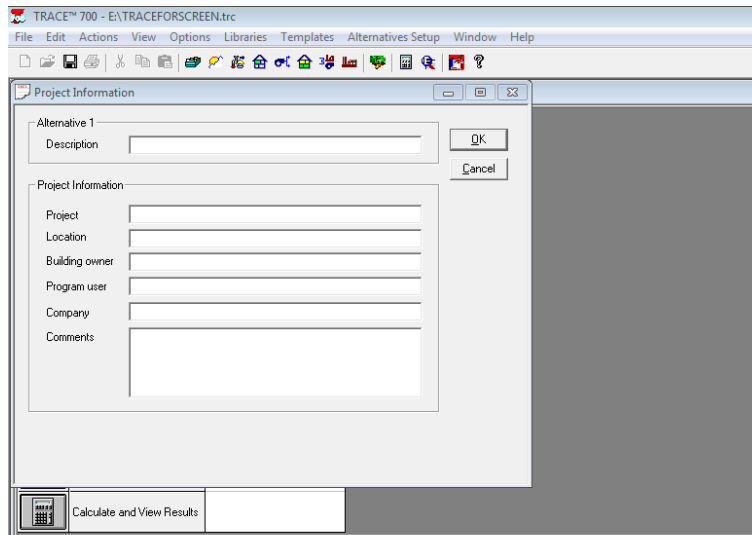 TRACE™ 700 - E:\TRACEFORSCREEN.trc
File Edit Actions View Options Libraries Templates Alternatives Setup Window Help
Project Information
Alternative 1
Description
OK
Cancel
Project Information
Project
Location
Building owner
Program user
Company
Comments
Calculate and View Results